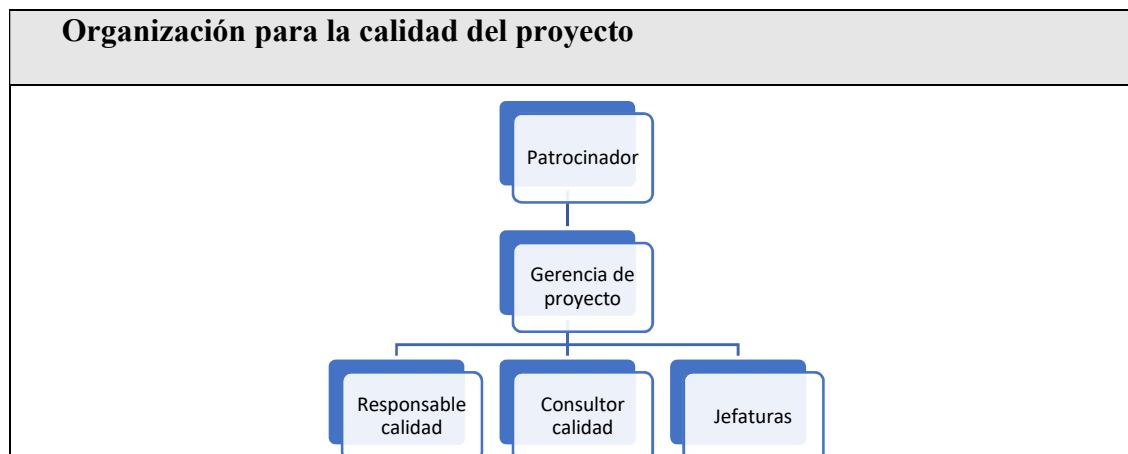 Organización para la calidad del proyecto
Patrocinador
Gerencia de
proyecto
Responsable
calidad
Consultor
calidad
Jefaturas